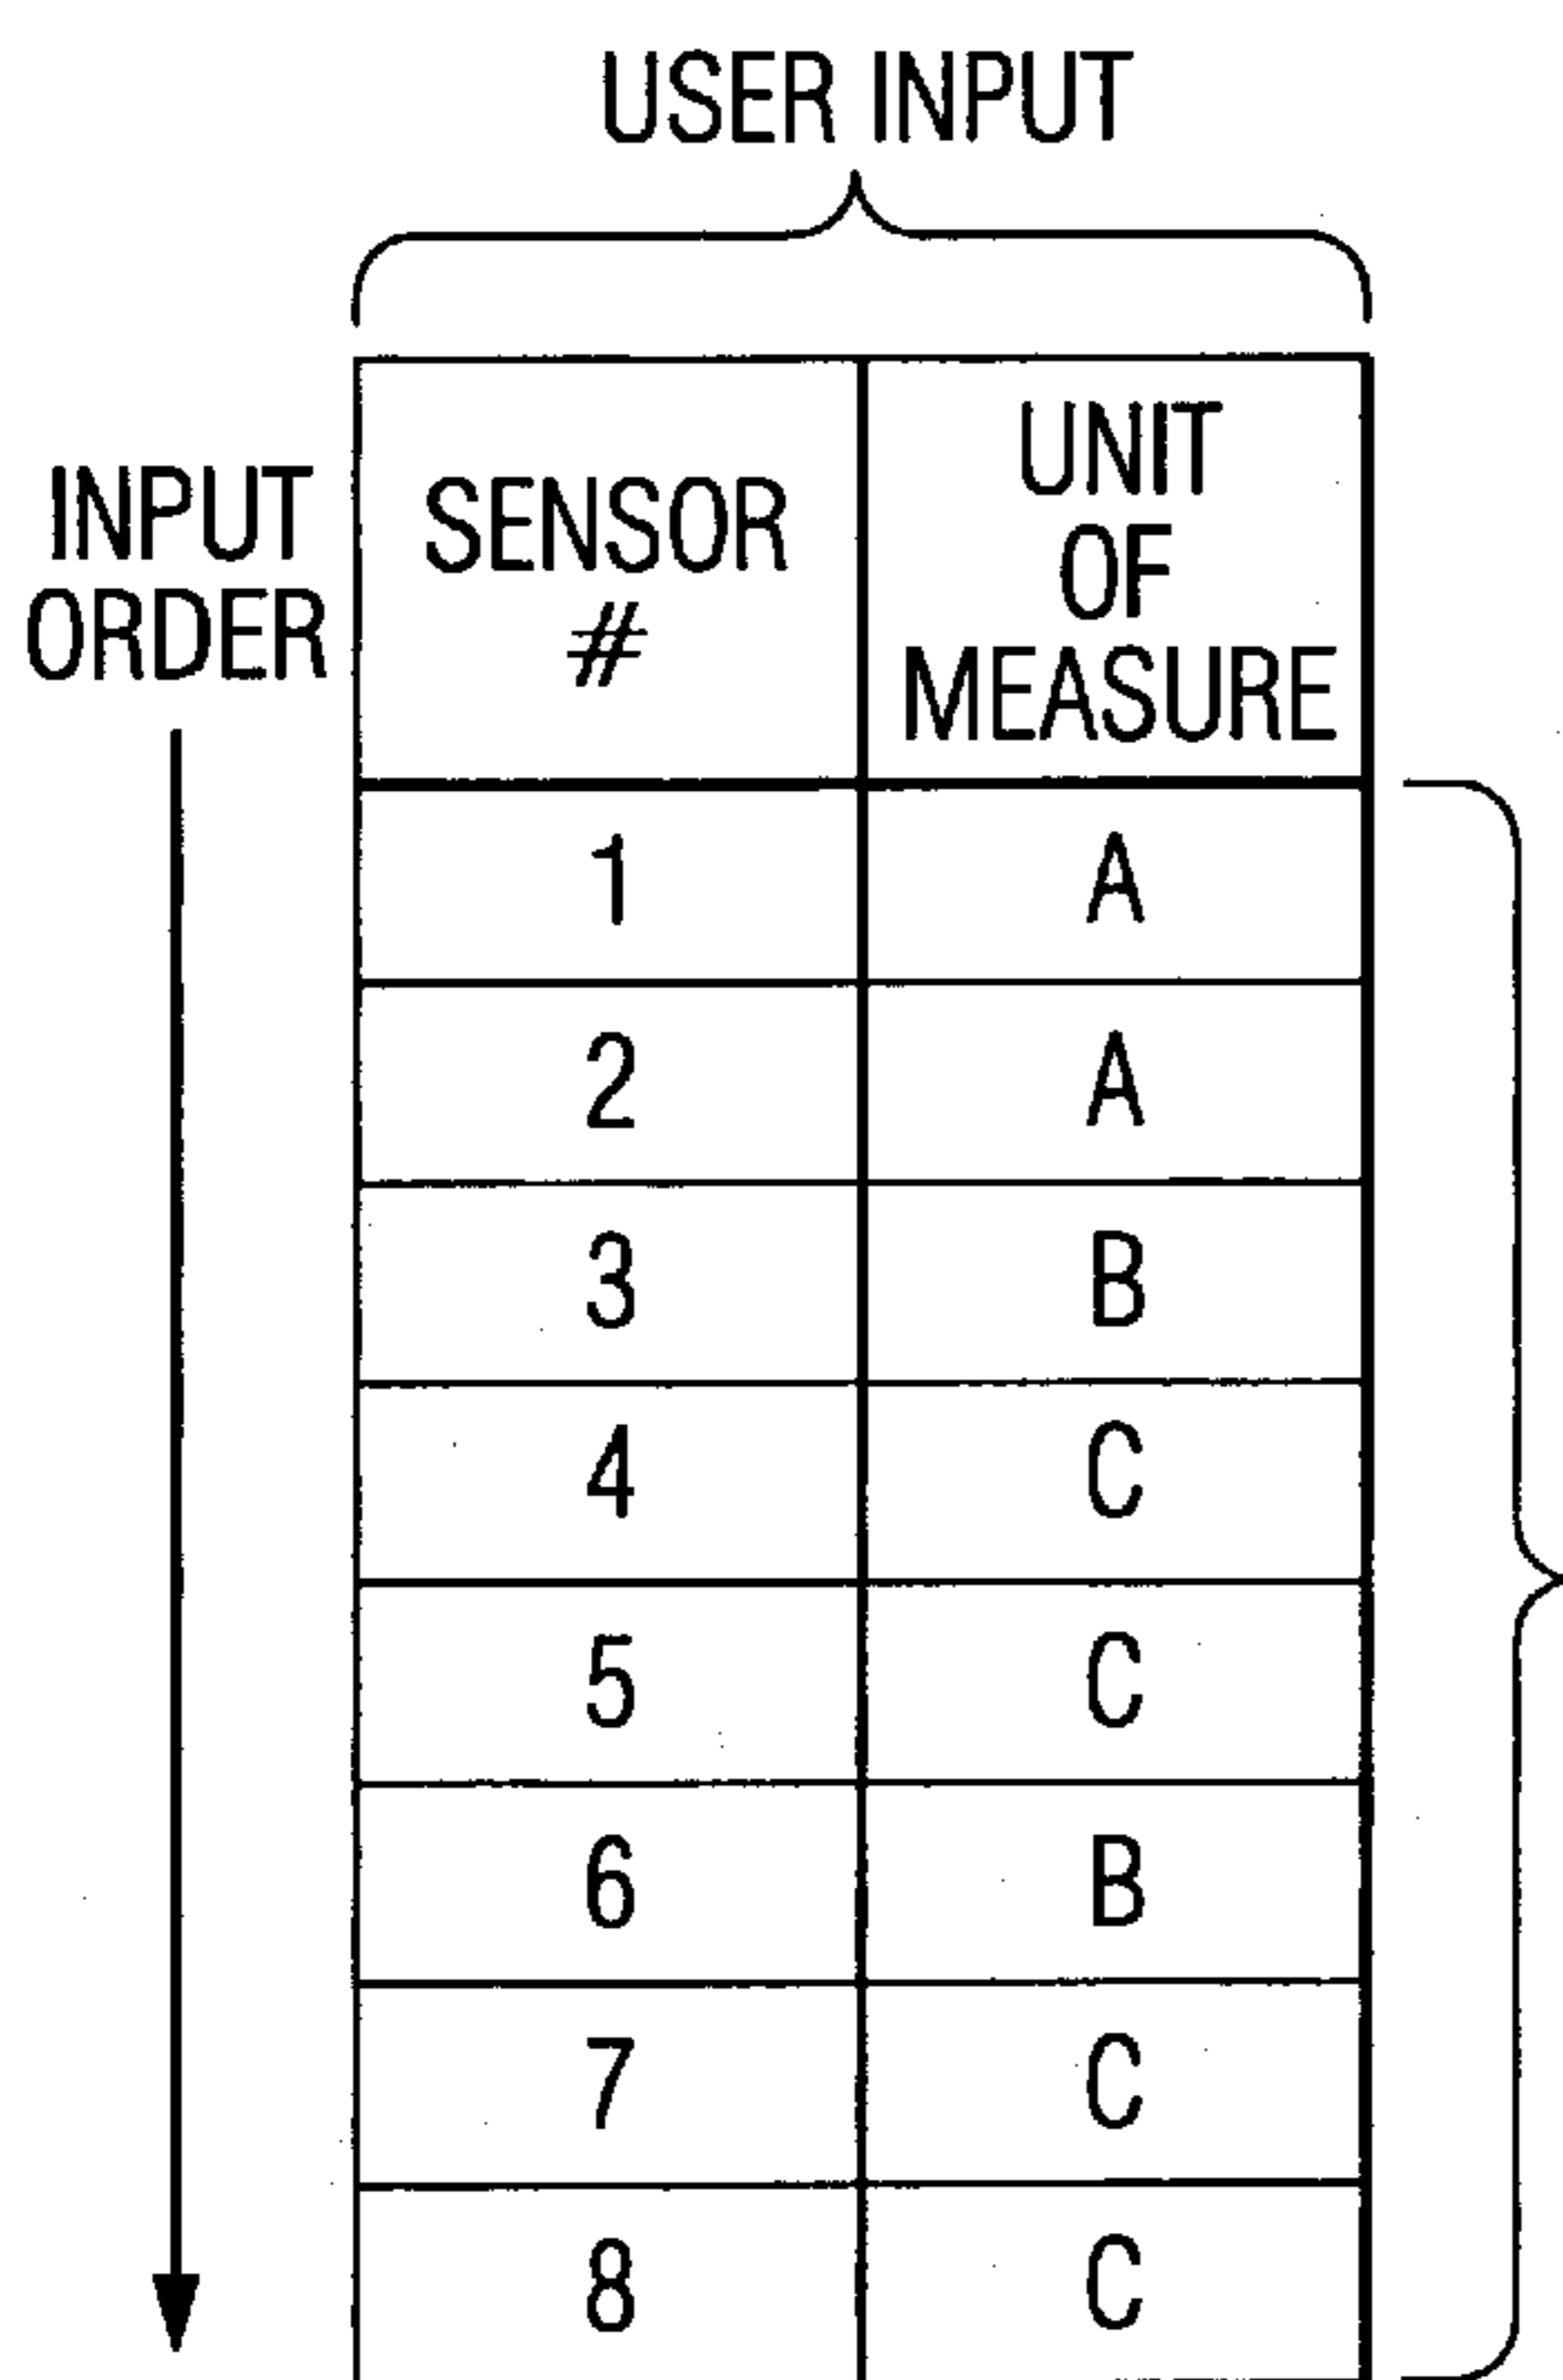 USER INPUT
INPUT
ORDER
SENSOR
#
UNIT
OF
MEASURE
1 A
2 A
3 B
4 C
5 C
6 B
7 C
8 C